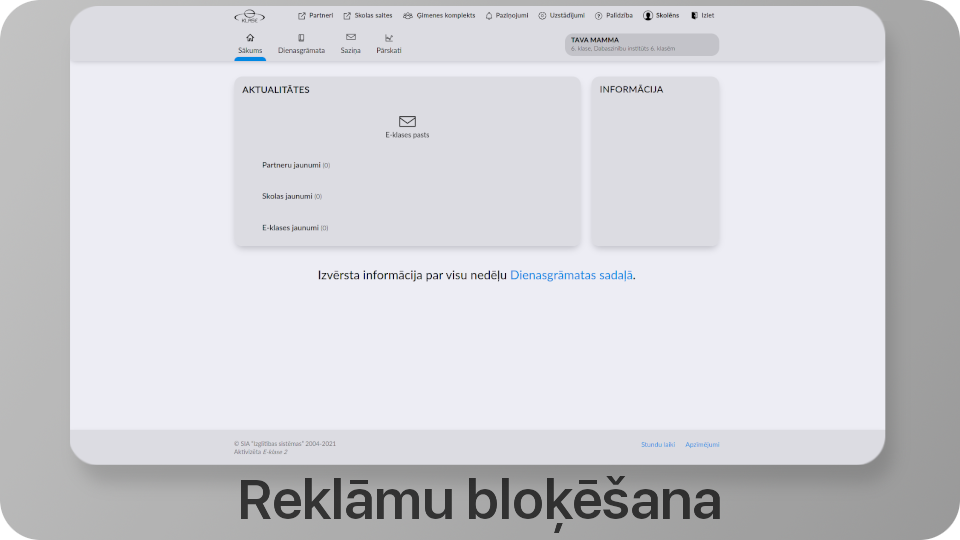 KLASE
Partneri Skolas saites Ģimenes komplekts Paziņojumi Uzstādījumi Palīdzība Skolēns Iziet
Sākums Dienasgrāmata Saziņa Pārskati
TAVA MAMMA
6. klase, Datazinību institūts 6. klasēm
AKTUALITĀTES
INFORMĀCIJA
E-klases pasts
Partneru jaunumi (0)
Skolas jaunumi (0)
E-klases jaunumi (0)
Izvērsta informācija par visu nedēļu Dienasgrāmatas sadaļā.
© SIA "Izglītības sistēmas" 2004-2021
Aktivizēta E-klase 2
Stundu laiki Apzīmējumi
Reklāmu bloķēšana